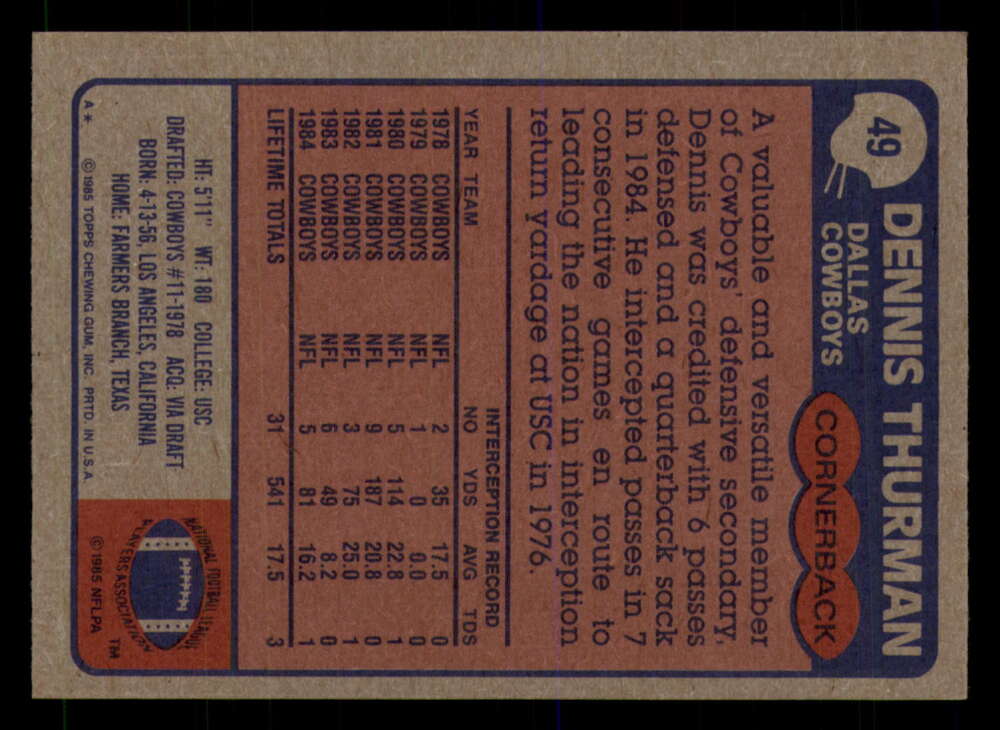 49
DENNIS THURMAN
DALLAS
COWBOYS
CORNERBACK
A valuable and versatile member
of Cowboys' defensive secondary,
Dennis was credited with 6 passes
defensed and a quarterback sack
in 1984. He intercepted passes in 7
consecutive games en route to
leading the nation in interception
return yardage at USC in 1976.
INTERCEPTION RECORD
YEAR TEAM NO YDS AVG TDS
1978 COWBOYS NFL 2 35 17.5 0
1979 COWBOYS NFL 1 0 0.0 0
1980 COWBOYS NFL 5 114 22.8 1
1981 COWBOYS NFL 9 187 20.8 0
1982 COWBOYS NFL 3 75 25.0 1
1983 COWBOYS NFL 6 49 8.2 0
1984 COWBOYS NFL 5 81 16.2 1
LIFETIME TOTALS 31 541 17.5 3
HT: 5'11" WT: 180 COLLEGE: USC
DRAFTED: COWBOYS #11-1978 ACQ: VIA DRAFT
BORN: 4-13-56, LOS ANGELES, CALIFORNIA
HOME: FARMERS BRANCH, TEXAS
A* © 1985 TOPPS CHEWING GUM, INC. PRTD. IN U.S.A.
NATIONAL FOOTBALL LEAGUE
PLAYERS ASSOCIATION
TM
© 1985 NFLPA